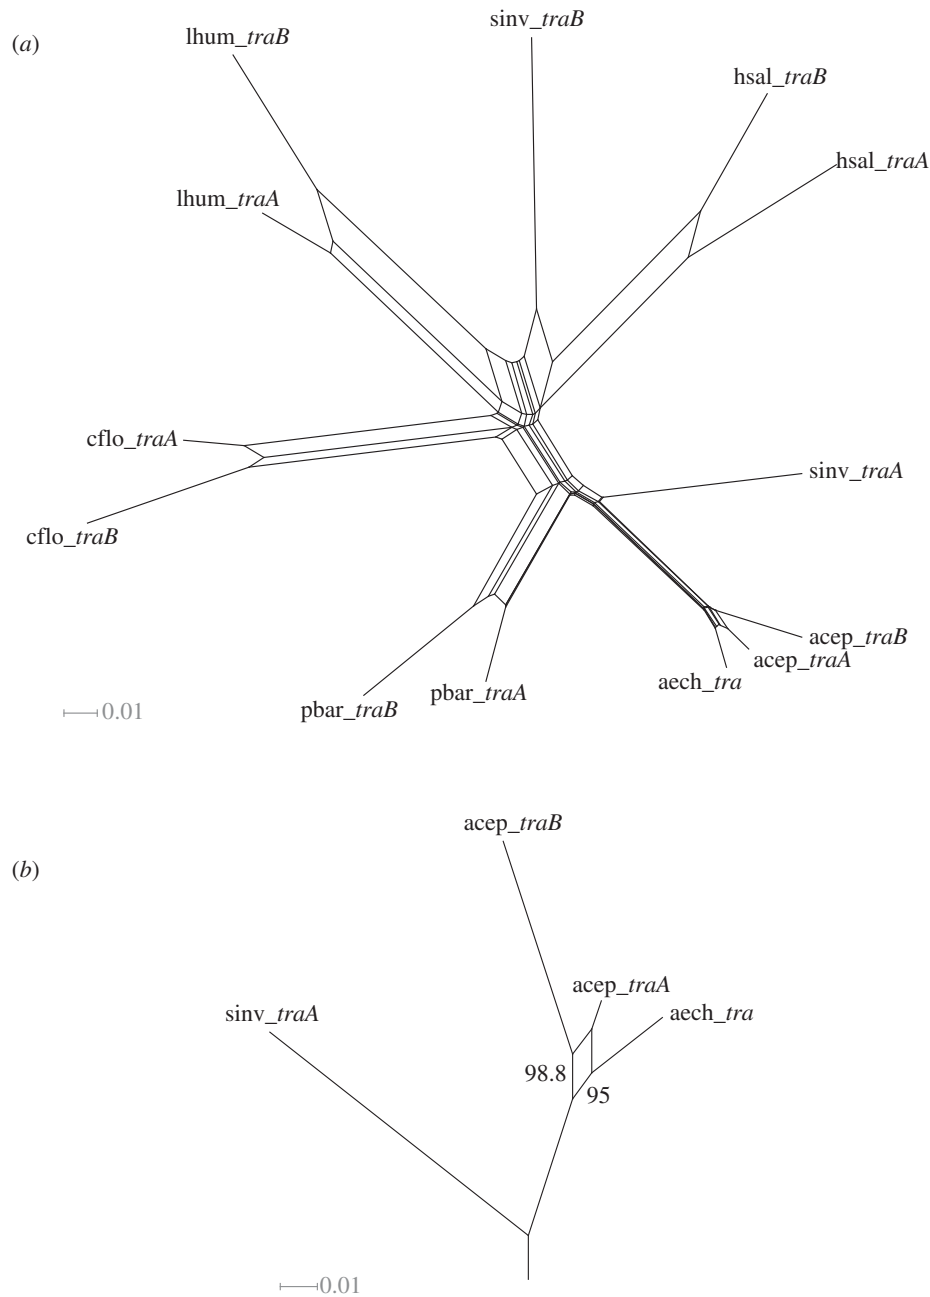 (a)
lhum_traB
sinv_traB
hsal_traB
hsal_traA
lhum_traA
cflo_traA
sinv_traA
cflo_traB
acep_traB
acep_traA
aech_tra
pbar_traA
pbar_traB
0.01
acep_traB
(b)
acep_traA
aech_tra
sinv_traA
98.8
95
0.01